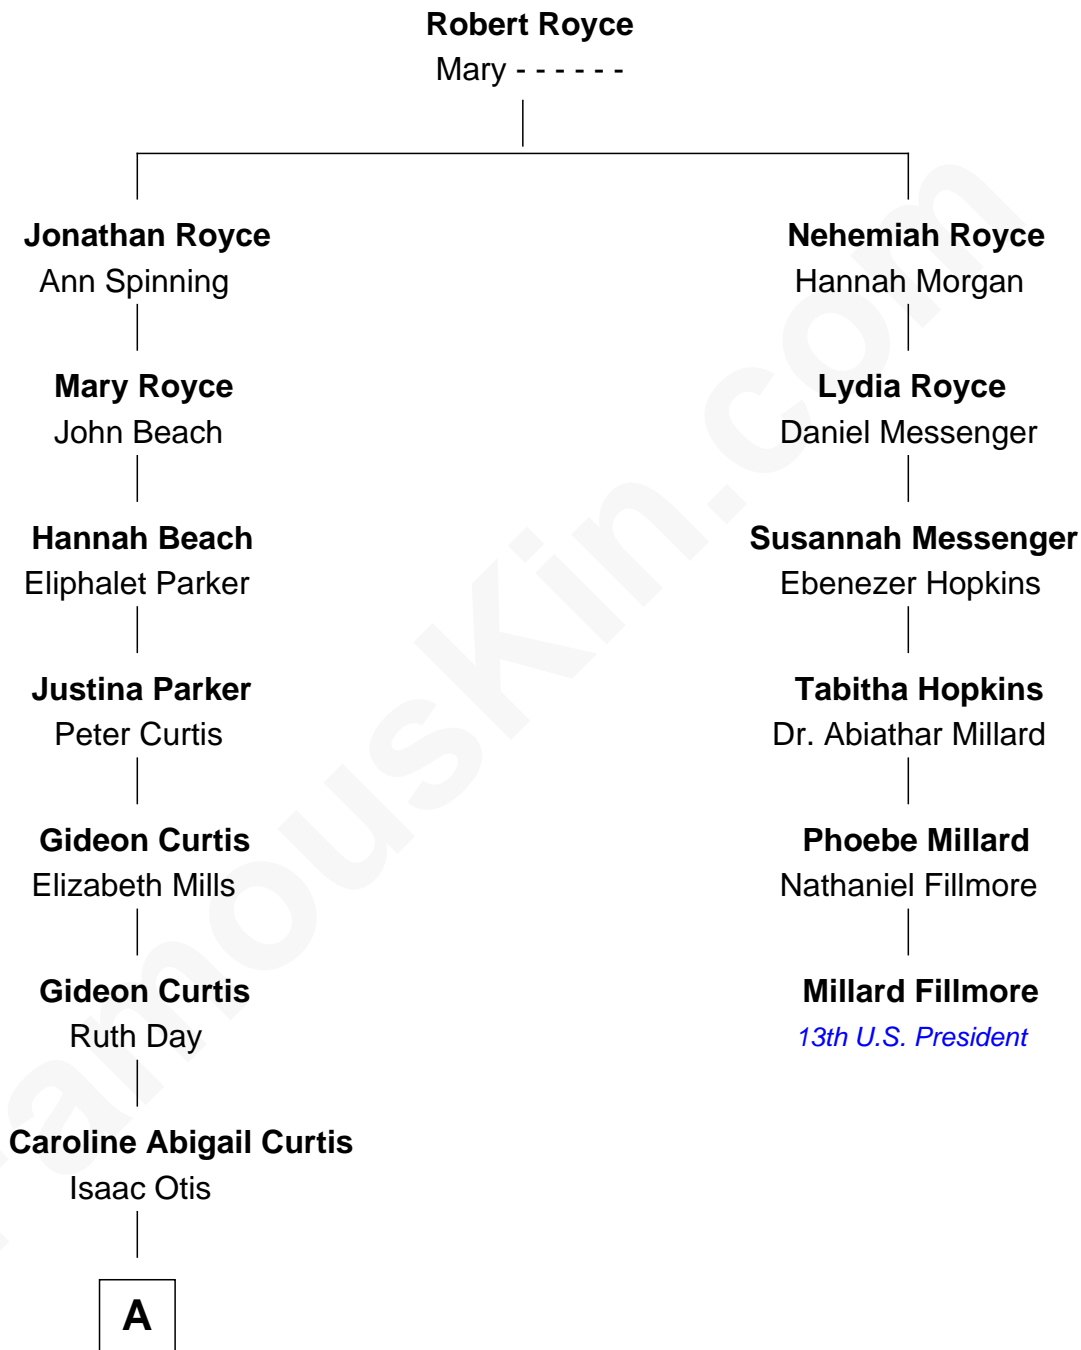 Robert Royce
Mary - - - - - -
Jonathan Royce
Ann Spinning
Nehemiah Royce
Hannah Morgan
Mary Royce
John Beach
Lydia Royce
Daniel Messenger
Hannah Beach
Eliphalet Parker
Susannah Messenger
Ebenezer Hopkins
Justina Parker
Peter Curtis
Tabitha Hopkins
Dr. Abiathar Millard
Gideon Curtis
Elizabeth Mills
Phoebe Millard
Nathaniel Fillmore
Gideon Curtis
Ruth Day
Millard Fillmore
13th U.S. President
Caroline Abigail Curtis
Isaac Otis
A
FamousKin.com